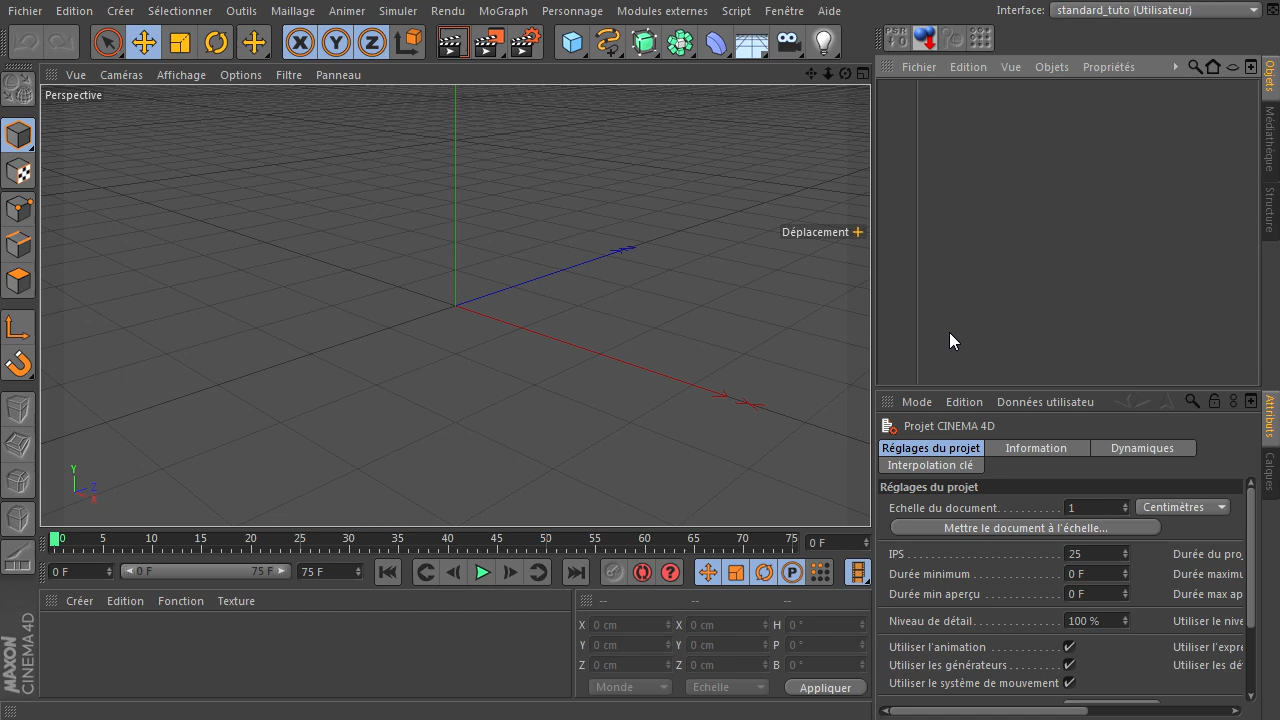 Fichier Edition Créer Sélectionner Outils Maillage Animer Simuler Rendu MoGraph Personnage Modules externes Script Fenêtre Aide Interface: standard_tuto (Utilisateur)
PSR
0
Fichier Edition Vue Objets Propriétés
Vue Caméras Affichage Options Filtre Panneau
Perspective
Déplacement
Objets
Médiathèque
Structure
Y
Z
X
Mode Edition Données utilisateu
Projet CINEMA 4D
Réglages du projet Information Dynamiques
Interpolation clé
Réglages du projet
Echelle du document 1 Centimètres
Mettre le document à l'échelle...
IPS 25 Durée du pro
Durée minimum 0 F Durée maximu
Durée min aperçu 0 F Durée max ap
Niveau de détail 100 % Utiliser le nive
Utiliser l'animation Utiliser l'expre
Utiliser les générateurs Utiliser les dé
Utiliser le système de mouvement
Attributs
Calques
0 5 10 15 20 25 30 35 40 45 50 55 60 65 70 75 0 F
0 F 0 F 75 F 75 F
Créer Edition Fonction Texture
-- -- --
X 0 cm X 0 cm H 0 °
Y 0 cm Y 0 cm P 0 °
Z 0 cm Z 0 cm B 0 °
Monde Echelle Appliquer
MAXON
CINEMA 4D